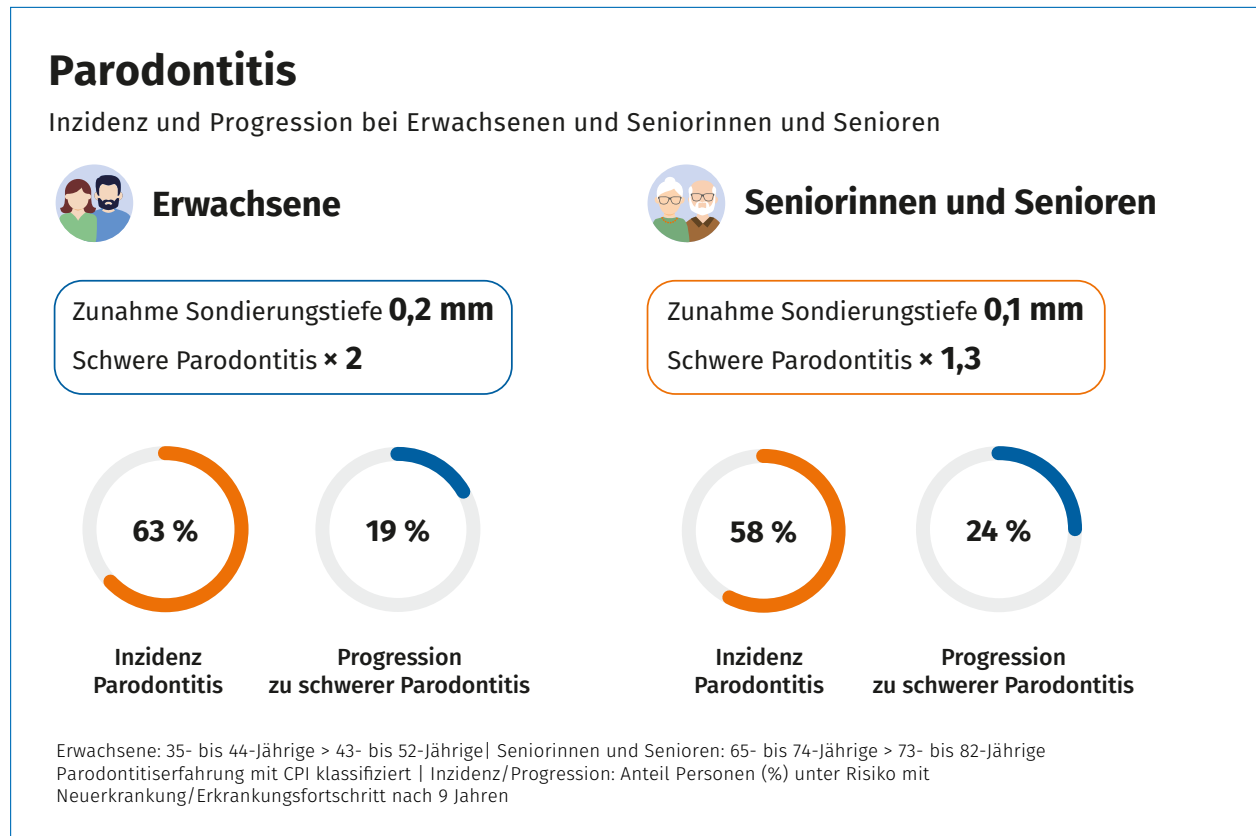 Parodontitis
Inzidenz und Progression bei Erwachsenen und Seniorinnen und Senioren
Erwachsene
Zunahme Sondierungstiefe 0,2 mm
Schwere Parodontitis × 2
63 %
Inzidenz
Parodontitis
19 %
Progression
zu schwerer Parodontitis
Seniorinnen und Senioren
Zunahme Sondierungstiefe 0,1 mm
Schwere Parodontitis × 1,3
58 %
Inzidenz
Parodontitis
24 %
Progression
zu schwerer Parodontitis
Erwachsene: 35- bis 44-Jährige > 43- bis 52-Jährige| Seniorinnen und Senioren: 65- bis 74-Jährige > 73- bis 82-Jährige
Parodontitiserfahrung mit CPI klassifiziert | Inzidenz/Progression: Anteil Personen (%) unter Risiko mit
Neuerkrankung/Erkrankungsfortschritt nach 9 Jahren